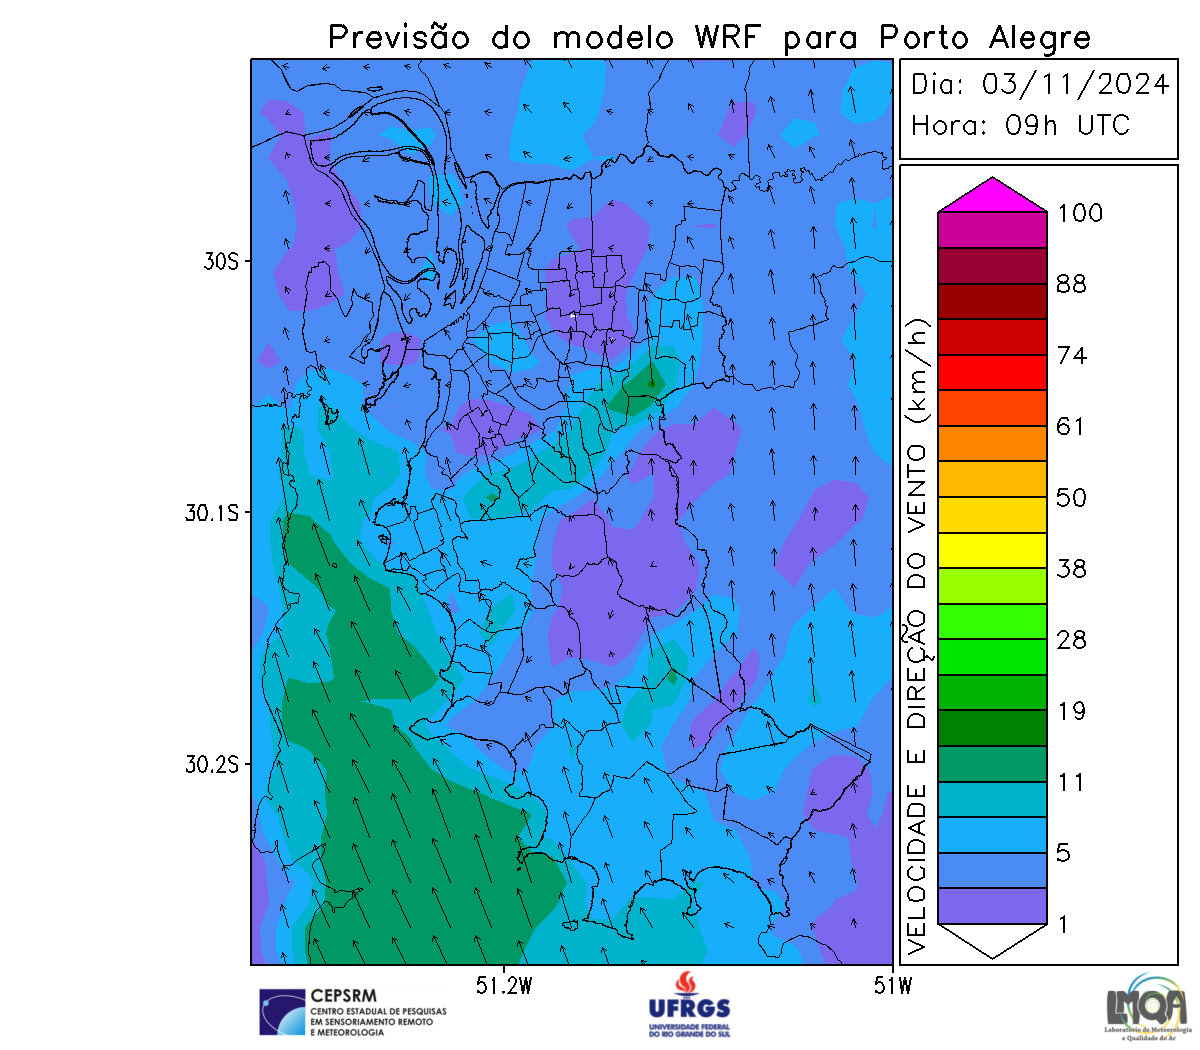 Previsão do modelo WRF para Porto Alegre
Dia: 03/11/2024
Hora: 09h UTC
100
88
74
61
50
38
28
19
11
5
1
VELOCIDADE E DIREÇÃO DO VENTO (km/h)
30S
30.1S
30.2S
51.2W
51W
CEPSRM
CENTRO ESTADUAL DE PESQUISAS
EM SENSORIAMENTO REMOTO
E METEOROLOGIA
UFRGS
UNIVERSIDADE FEDERAL
DO RIO GRANDE DO SUL
LMQA
Laboratório de Meteorologia
e Qualidade do Ar